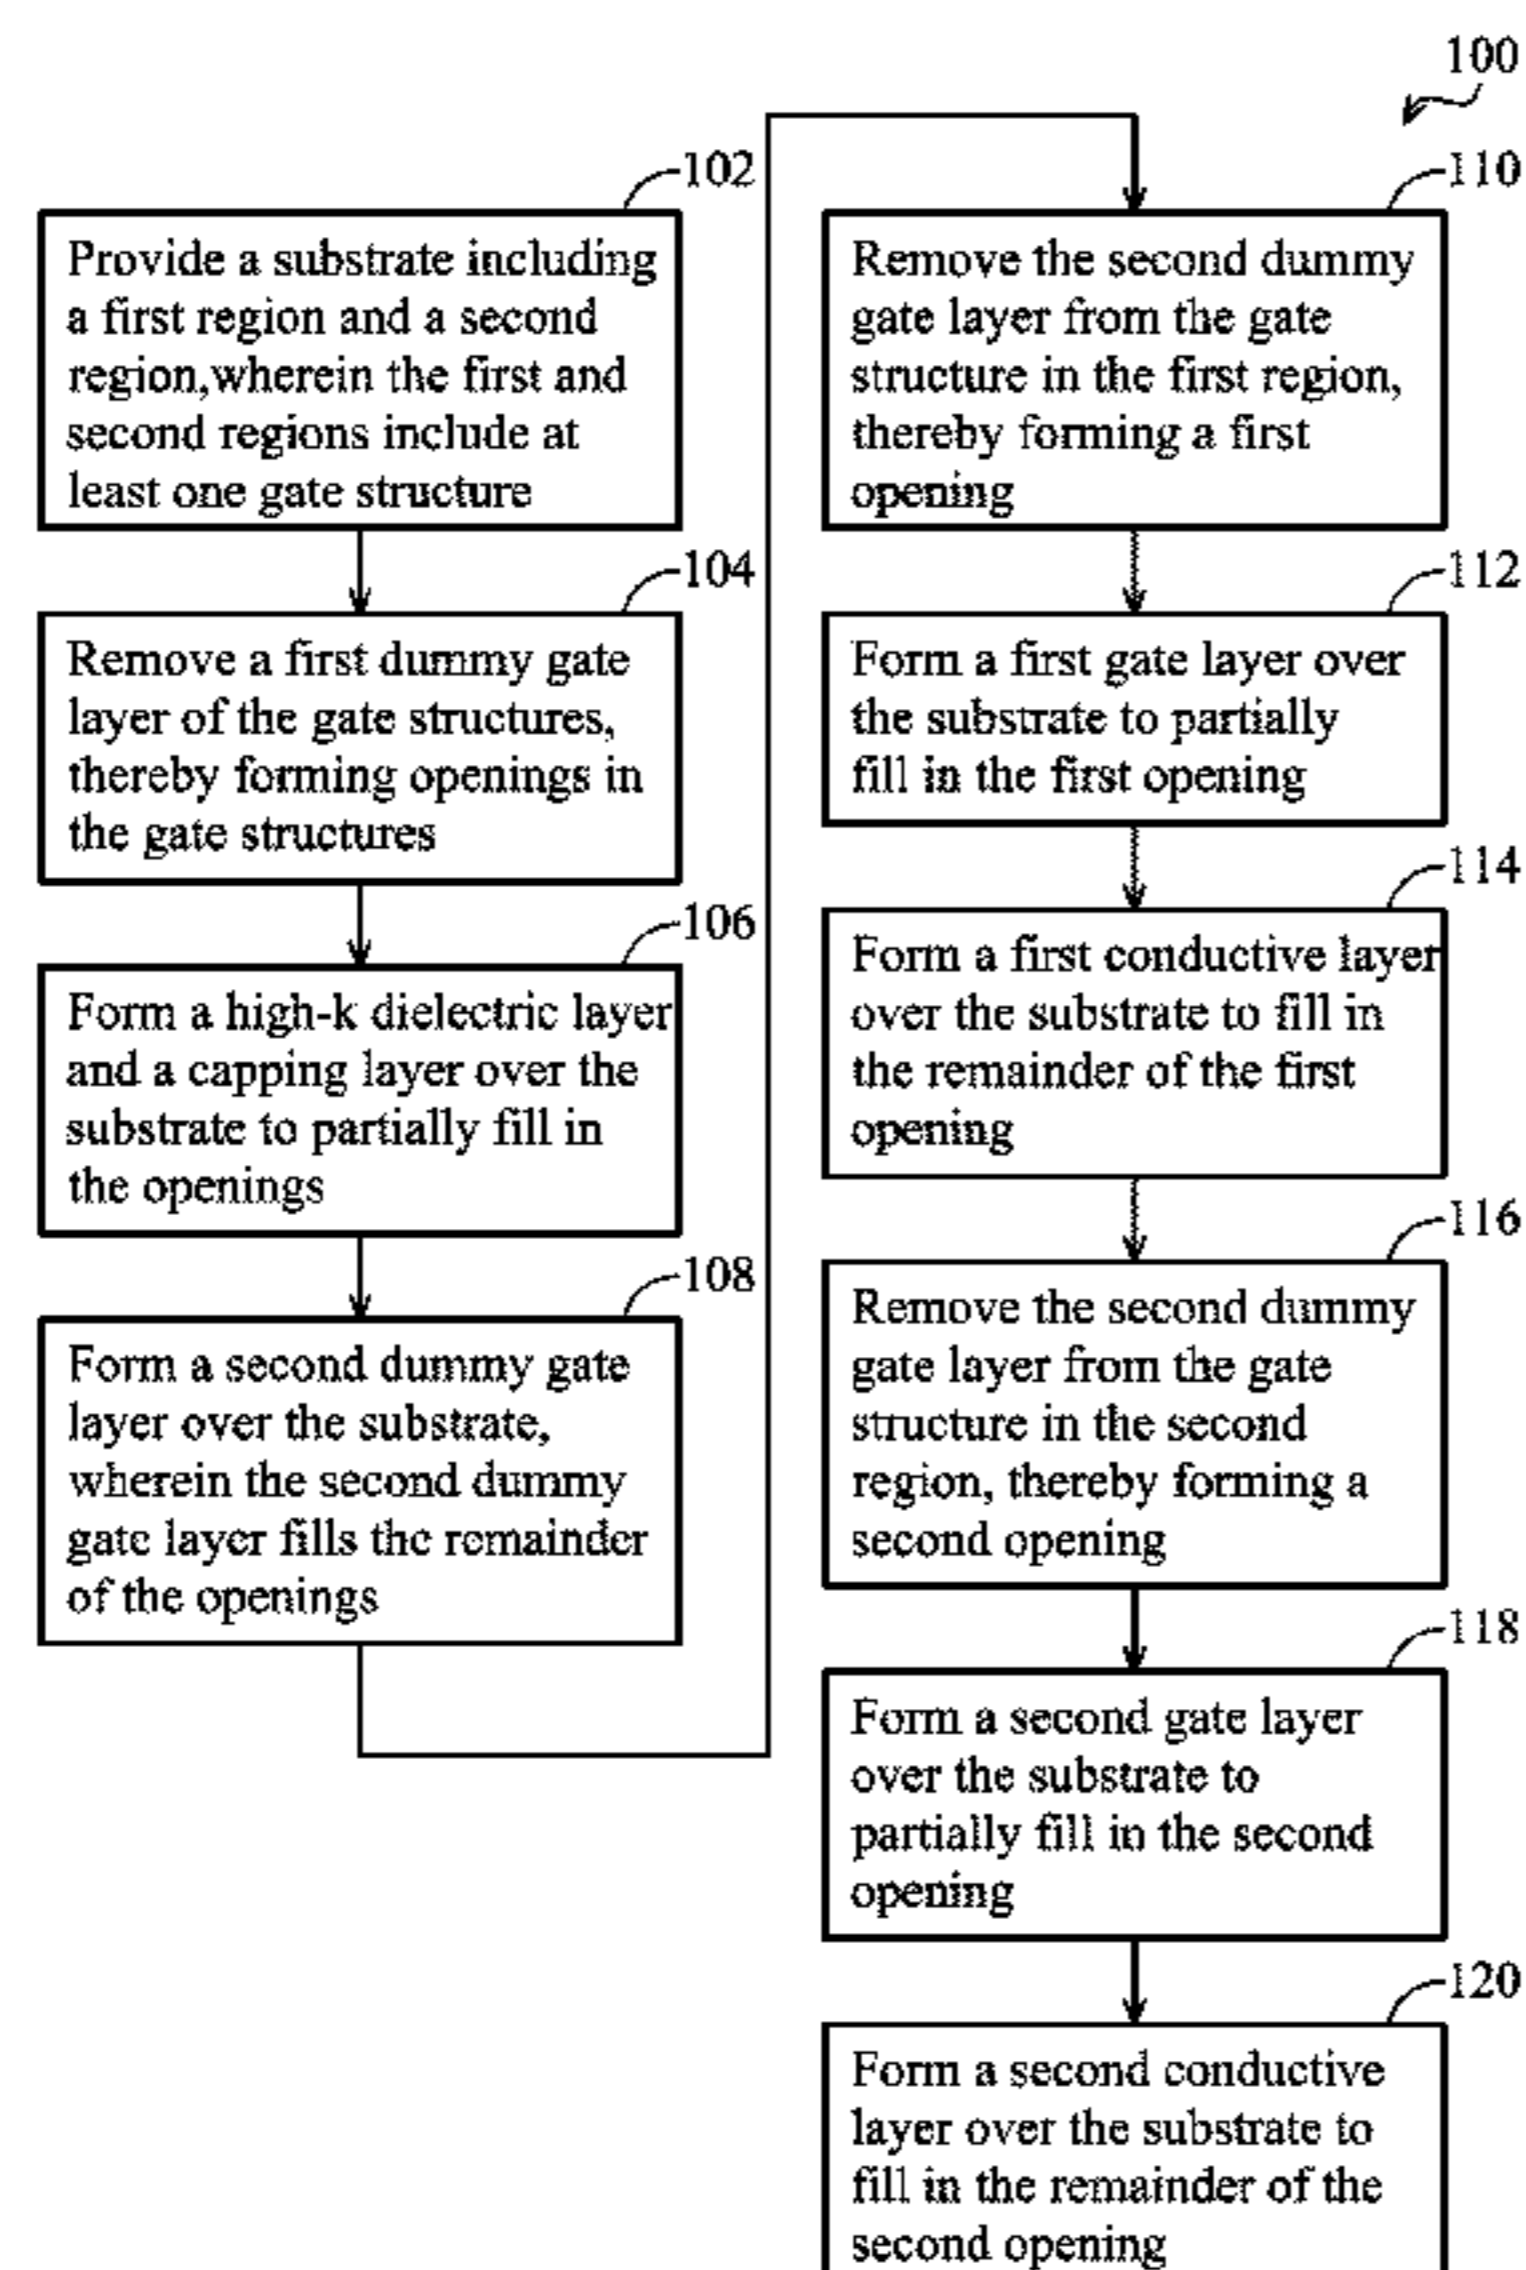 100
102
Provide a substrate including
a first region and a second
region,wherein the first and
second regions include at
least one gate structure
104
Remove a first dummy gate
layer of the gate structures,
thereby forming openings in
the gate structures
106
Form a high-k dielectric layer
and a capping layer over the
substrate to partially fill in
the openings
108
Form a second dummy gate
layer over the substrate,
wherein the second dummy
gate layer fills the remainder
of the openings
110
Remove the second dummy
gate layer from the gate
structure in the first region,
thereby forming a first
opening
112
Form a first gate layer over
the substrate to partially
fill in the first opening
114
Form a first conductive layer
over the substrate to fill in
the remainder of the first
opening
116
Remove the second dummy
gate layer from the gate
structure in the second
region, thereby forming a
second opening
118
Form a second gate layer
over the substrate to
partially fill in the second
opening
120
Form a second conductive
layer over the substrate to
fill in the remainder of the
second opening